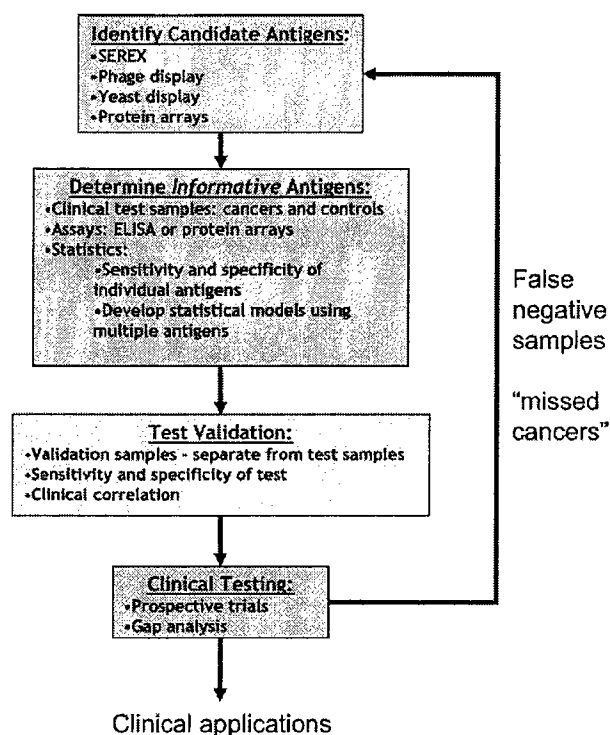 Identify Candidate Antigens:
•SEREX
•Phage display
•Yeast display
•Protein arrays
Determine Informative Antigens:
•Clinical test samples: cancers and controls
•Assays: ELISA or protein arrays
•Statistics:
•Sensitivity and specificity of
individual antigens
•Develop statistical models using
multiple antigens
False
negative
samples
"missed
cancers"
Test Validation:
•Validation samples - separate from test samples
•Sensitivity and specificity of test
•Clinical correlation
Clinical Testing:
•Prospective trials
•Gap analysis
Clinical applications